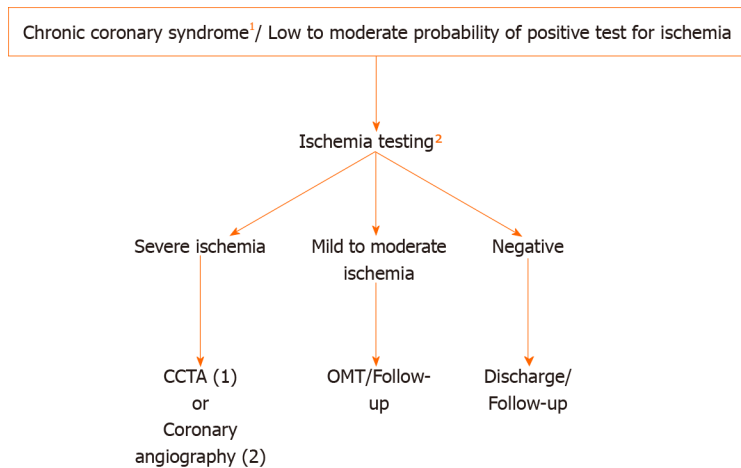 Chronic coronary syndrome¹/ Low to moderate probability of positive test for ischemia
Ischemia testing²
Severe ischemia
Mild to moderate
ischemia
Negative
CCTA (1)
or
Coronary
angiography (2)
OMT/Follow-
up
Discharge/
Follow-up